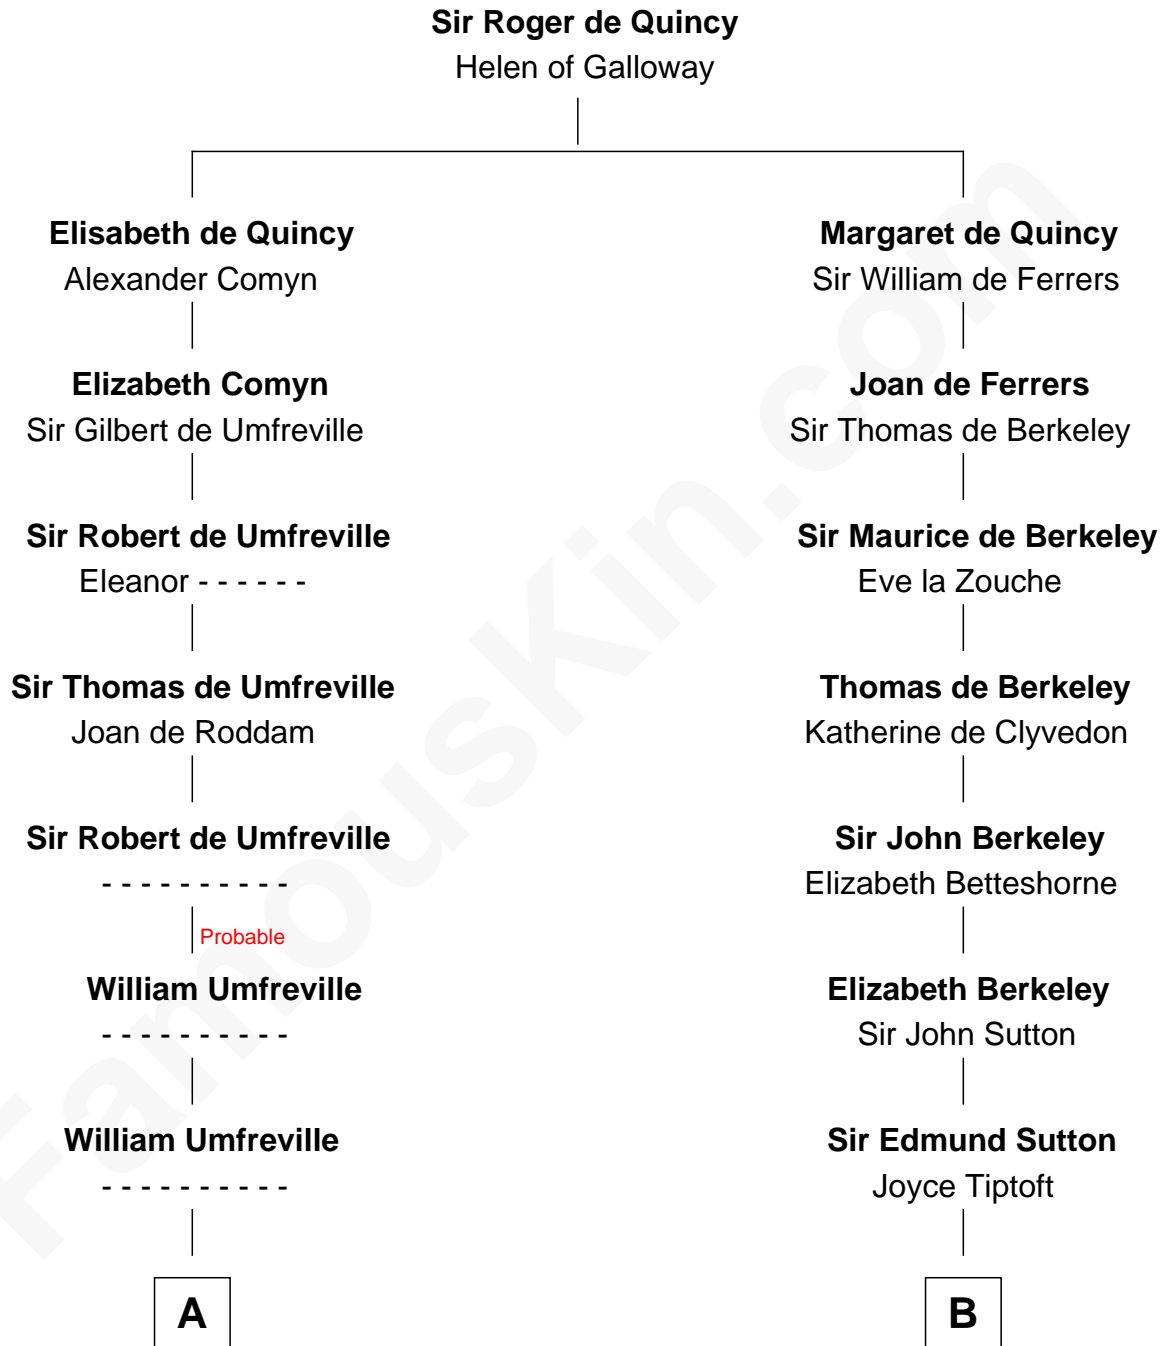 Sir Roger de Quincy
Helen of Galloway
Elisabeth de Quincy
Alexander Comyn
Margaret de Quincy
Sir William de Ferrers
Elizabeth Comyn
Sir Gilbert de Umfreville
Joan de Ferrers
Sir Thomas de Berkeley
Sir Robert de Umfreville
Eleanor - - - - - -
Sir Maurice de Berkeley
Eve la Zouche
Sir Thomas de Umfreville
Joan de Roddam
Thomas de Berkeley
Katherine de Clyvedon
Sir Robert de Umfreville
- - - - - - - - - -
Sir John Berkeley
Elizabeth Betteshorne
Probable
William Umfreville
- - - - - - - - - -
Elizabeth Berkeley
Sir John Sutton
William Umfreville
- - - - - - - - - -
Sir Edmund Sutton
Joyce Tiptoft
A
B
FamousKin.com